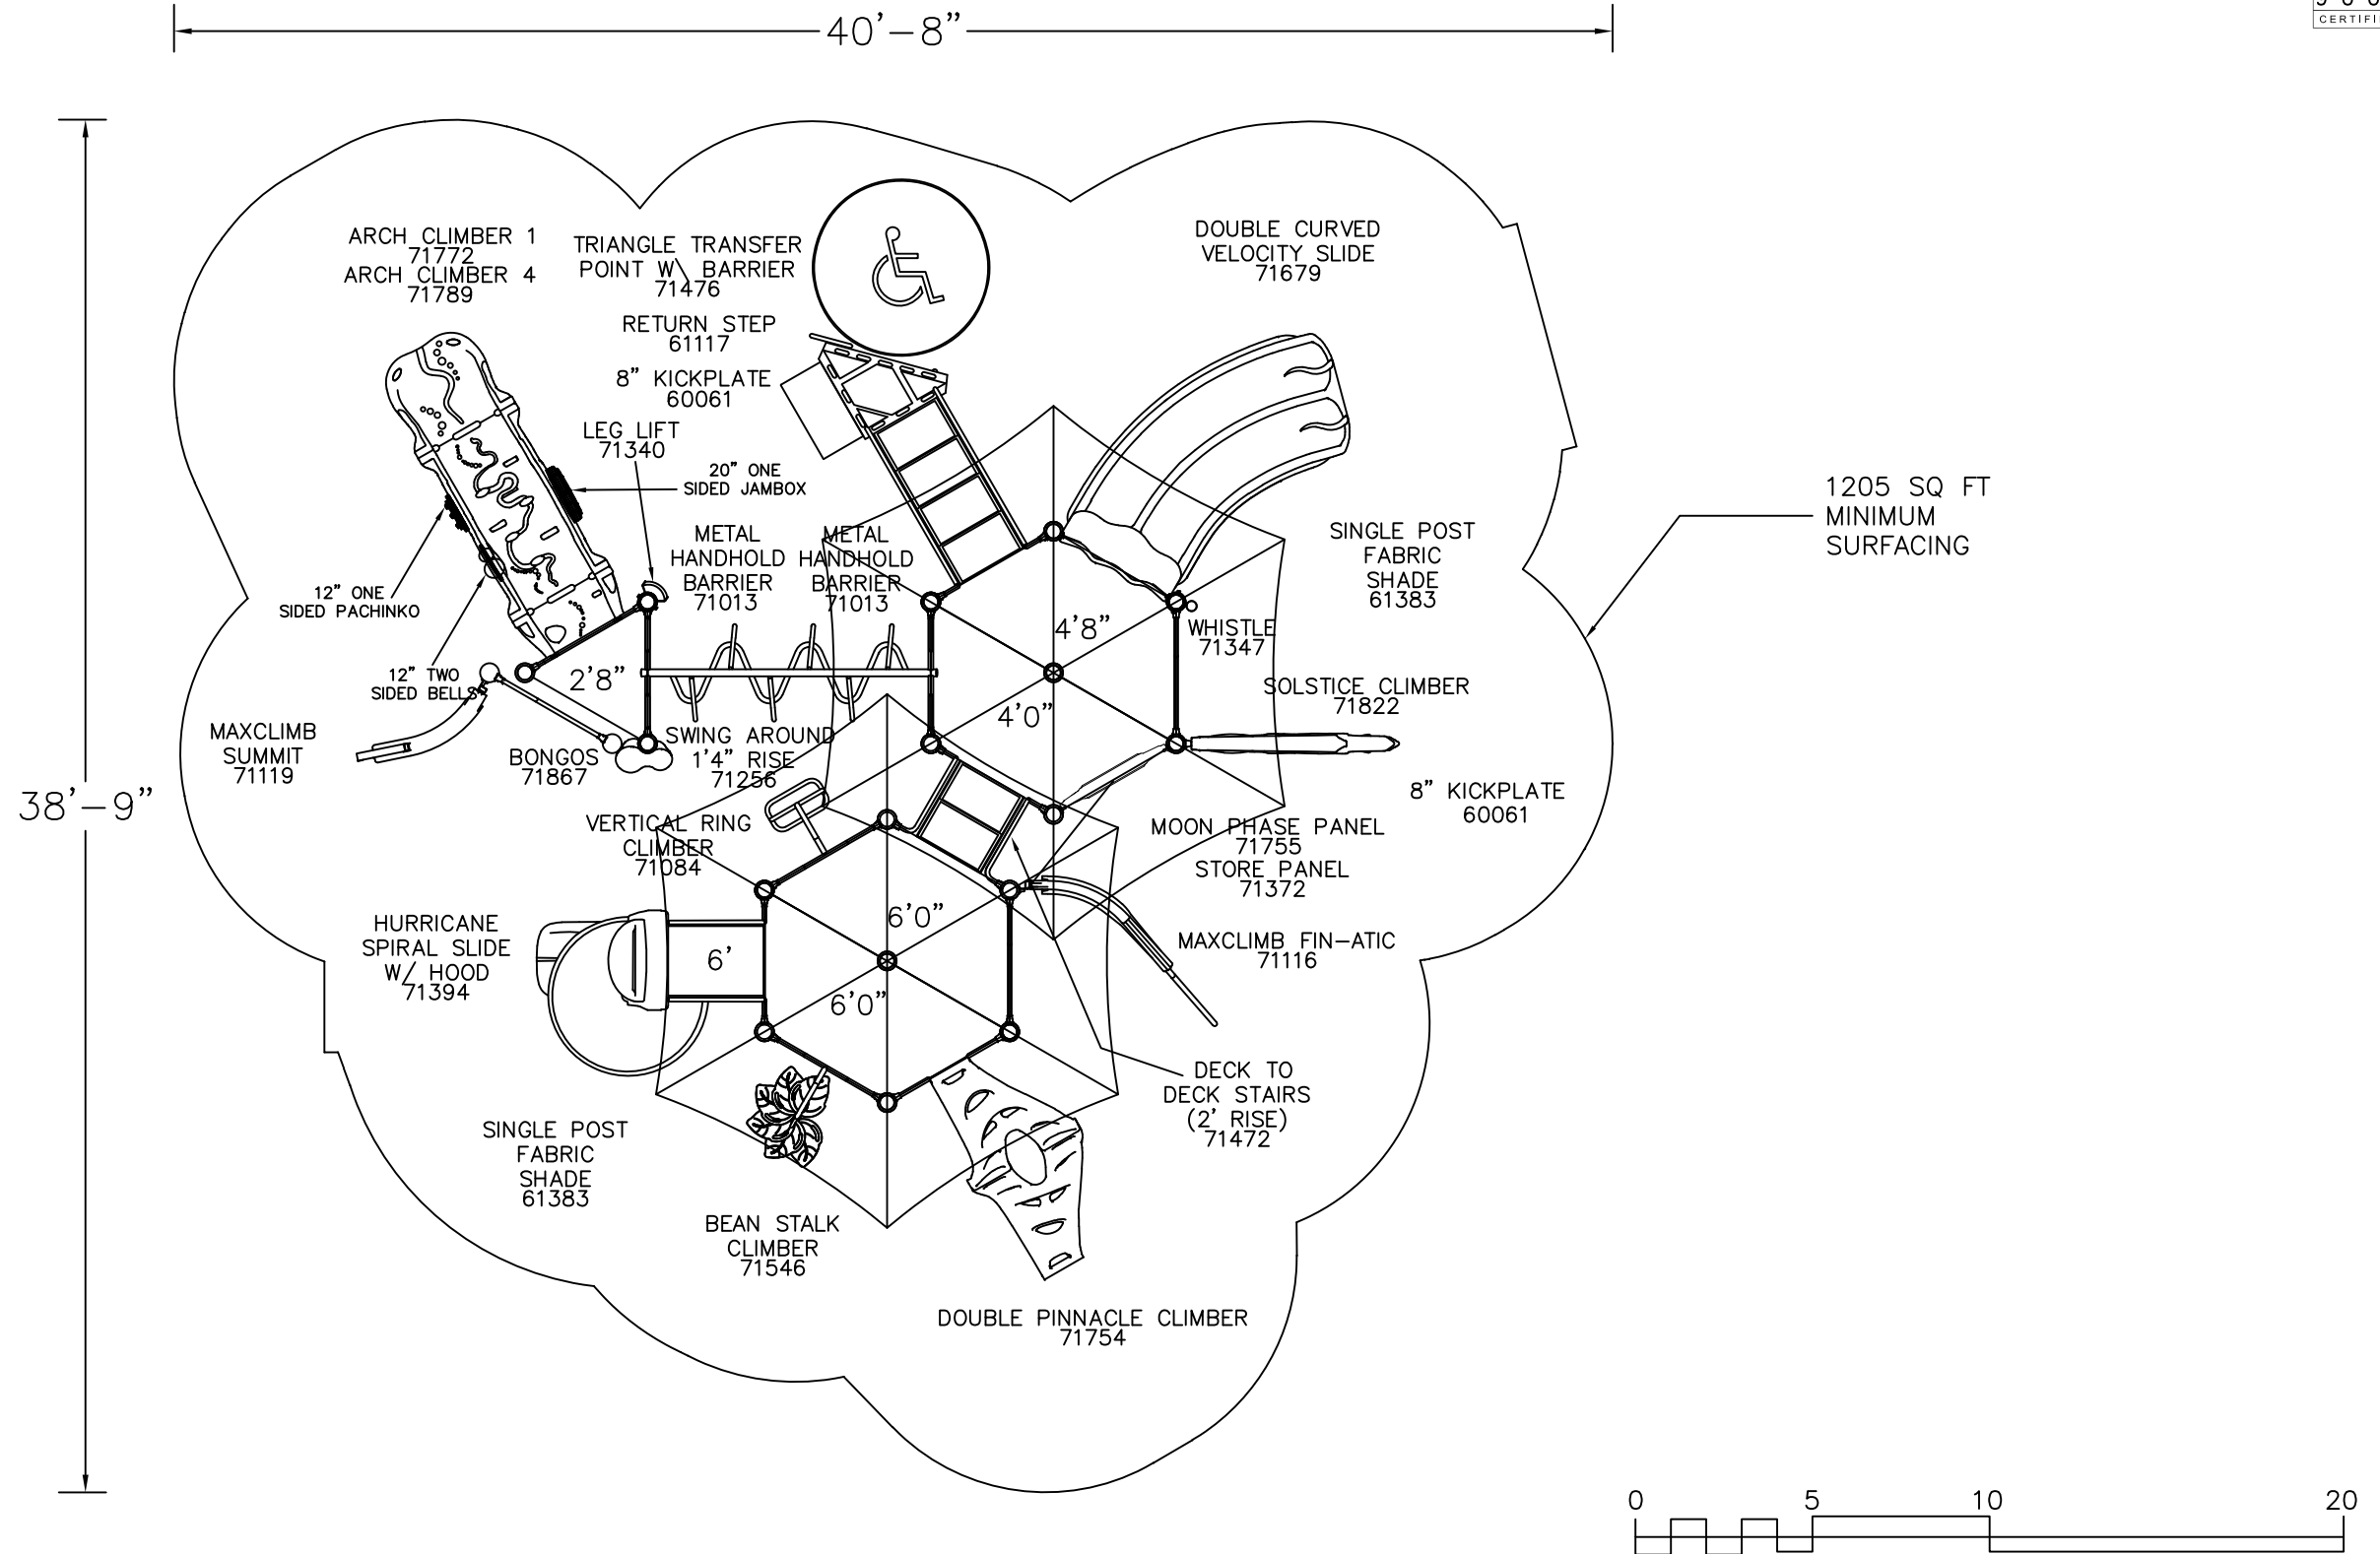 40'-8"
CERTIFI
ARCH CLIMBER 1
71772
ARCH CLIMBER 4
71789
TRIANGLE TRANSFER
POINT W\ BARRIER
71476
DOUBLE CURVED
VELOCITY SLIDE
71679
RETURN STEP
61117
8" KICKPLATE
60061
LEG LIFT
71340
20" ONE
SIDED JAMBOX
1205 SQ FT
MINIMUM
SURFACING
METAL
HANDHOLD
BARRIER
71013
METAL
HANDHOLD
BARRIER
71013
SINGLE POST
FABRIC
SHADE
61383
12" ONE
SIDED PACHINKO
4'8"
WHISTLE
71347
12" TWO
SIDED BELLS
2'8"
SOLSTICE CLIMBER
71822
4'0"
MAXCLIMB
SUMMIT
71119
BONGOS
71867
SWING AROUND
1'4" RISE
71256
38'-9"
8" KICKPLATE
60061
VERTICAL RING
CLIMBER
71084
MOON PHASE PANEL
71755
STORE PANEL
71372
HURRICANE
SPIRAL SLIDE
W/ HOOD
71394
6'0"
6'
6'0"
MAXCLIMB FIN-ATIC
71116
DECK TO
DECK STAIRS
(2' RISE)
71472
SINGLE POST
FABRIC
SHADE
61383
BEAN STALK
CLIMBER
71546
DOUBLE PINNACLE CLIMBER
71754
0 5 10 20